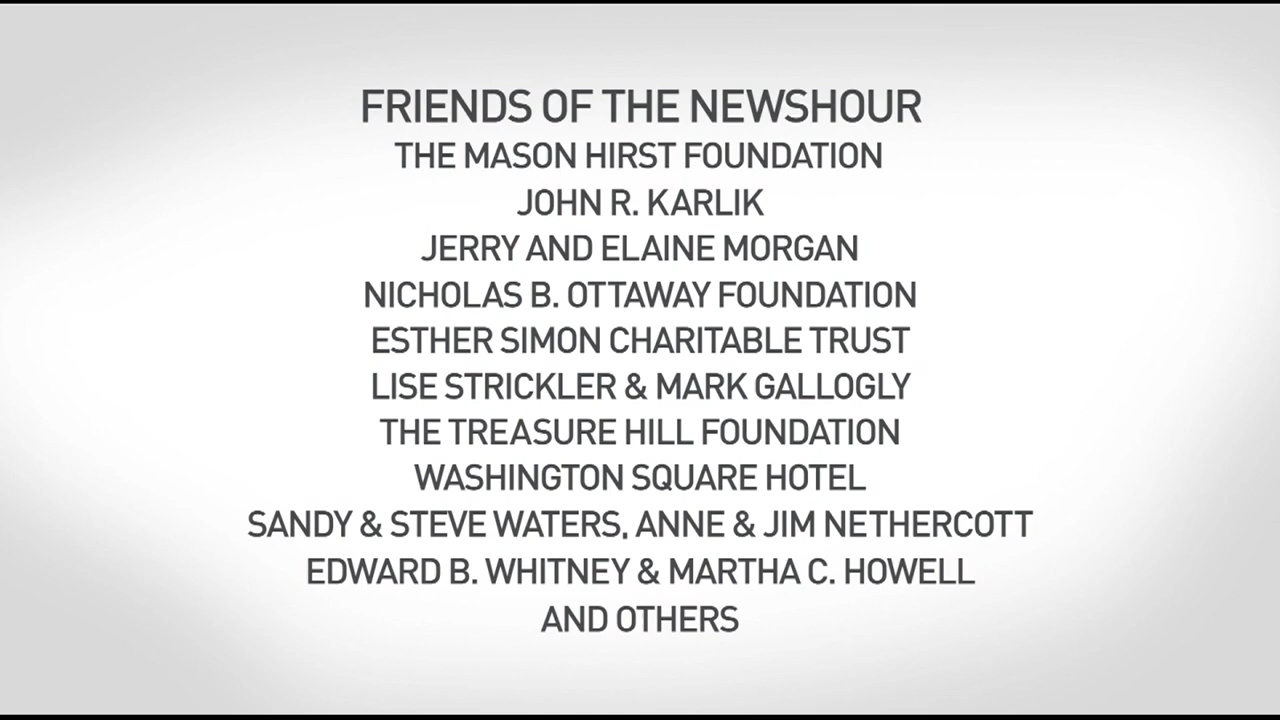 FRIENDS OF THE NEWSHOUR
THE MASON HIRST FOUNDATION
JOHN R. KARLIK
JERRY AND ELAINE MORGAN
NICHOLAS B. OTTAWAY FOUNDATION
ESTHER SIMON CHARITABLE TRUST
LISE STRICKLER & MARK GALLOGLY
THE TREASURE HILL FOUNDATION
WASHINGTON SQUARE HOTEL
SANDY & STEVE WATERS, ANNE & JIM NETHERCOTT
EDWARD B. WHITNEY & MARTHA C. HOWELL
AND OTHERS